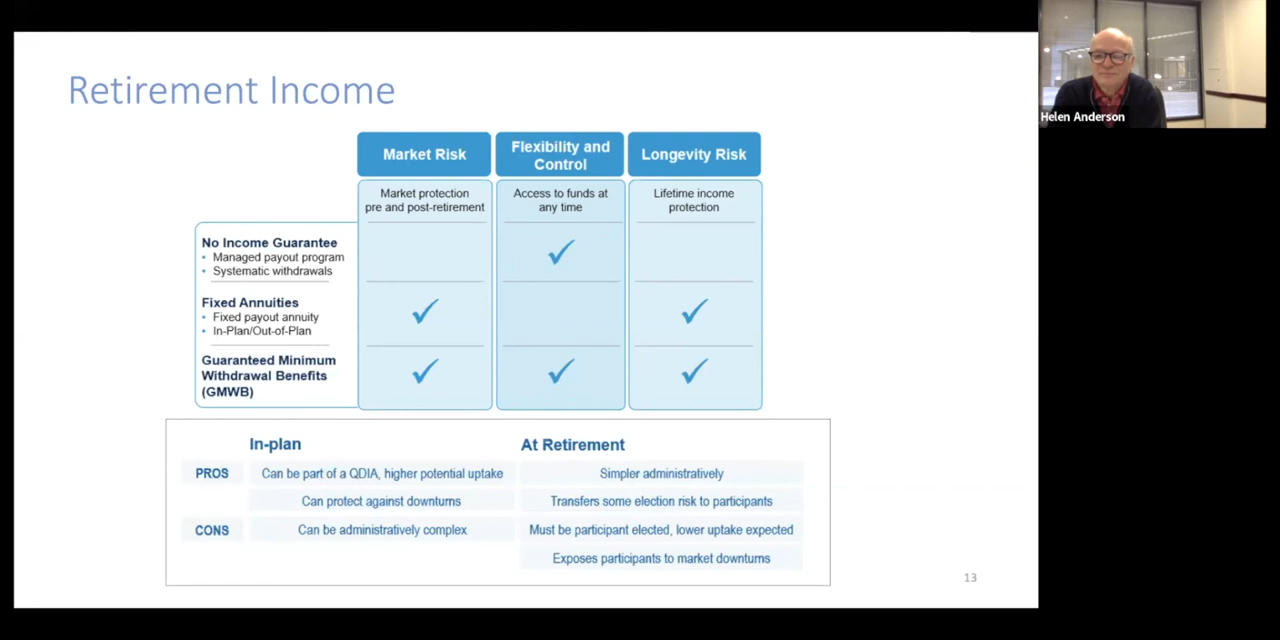 Retirement Income
Helen Anderson
Market Risk
Flexibility and
Control
Longevity Risk
Market protection
pre and post-retirement
Access to funds at
any time
Lifetime income
protection
No Income Guarantee
• Managed payout program
• Systematic withdrawals
Fixed Annuities
• Fixed payout annuity
• In-Plan/Out-of-Plan
Guaranteed Minimum
Withdrawal Benefits
(GMWB)
In-plan
At Retirement
PROS
Can be part of a QDIA, higher potential uptake
Simpler administratively
Can protect against downturns
Transfers some election risk to participants
CONS
Can be administratively complex
Must be participant elected, lower uptake expected
Exposes participants to market downturns
13